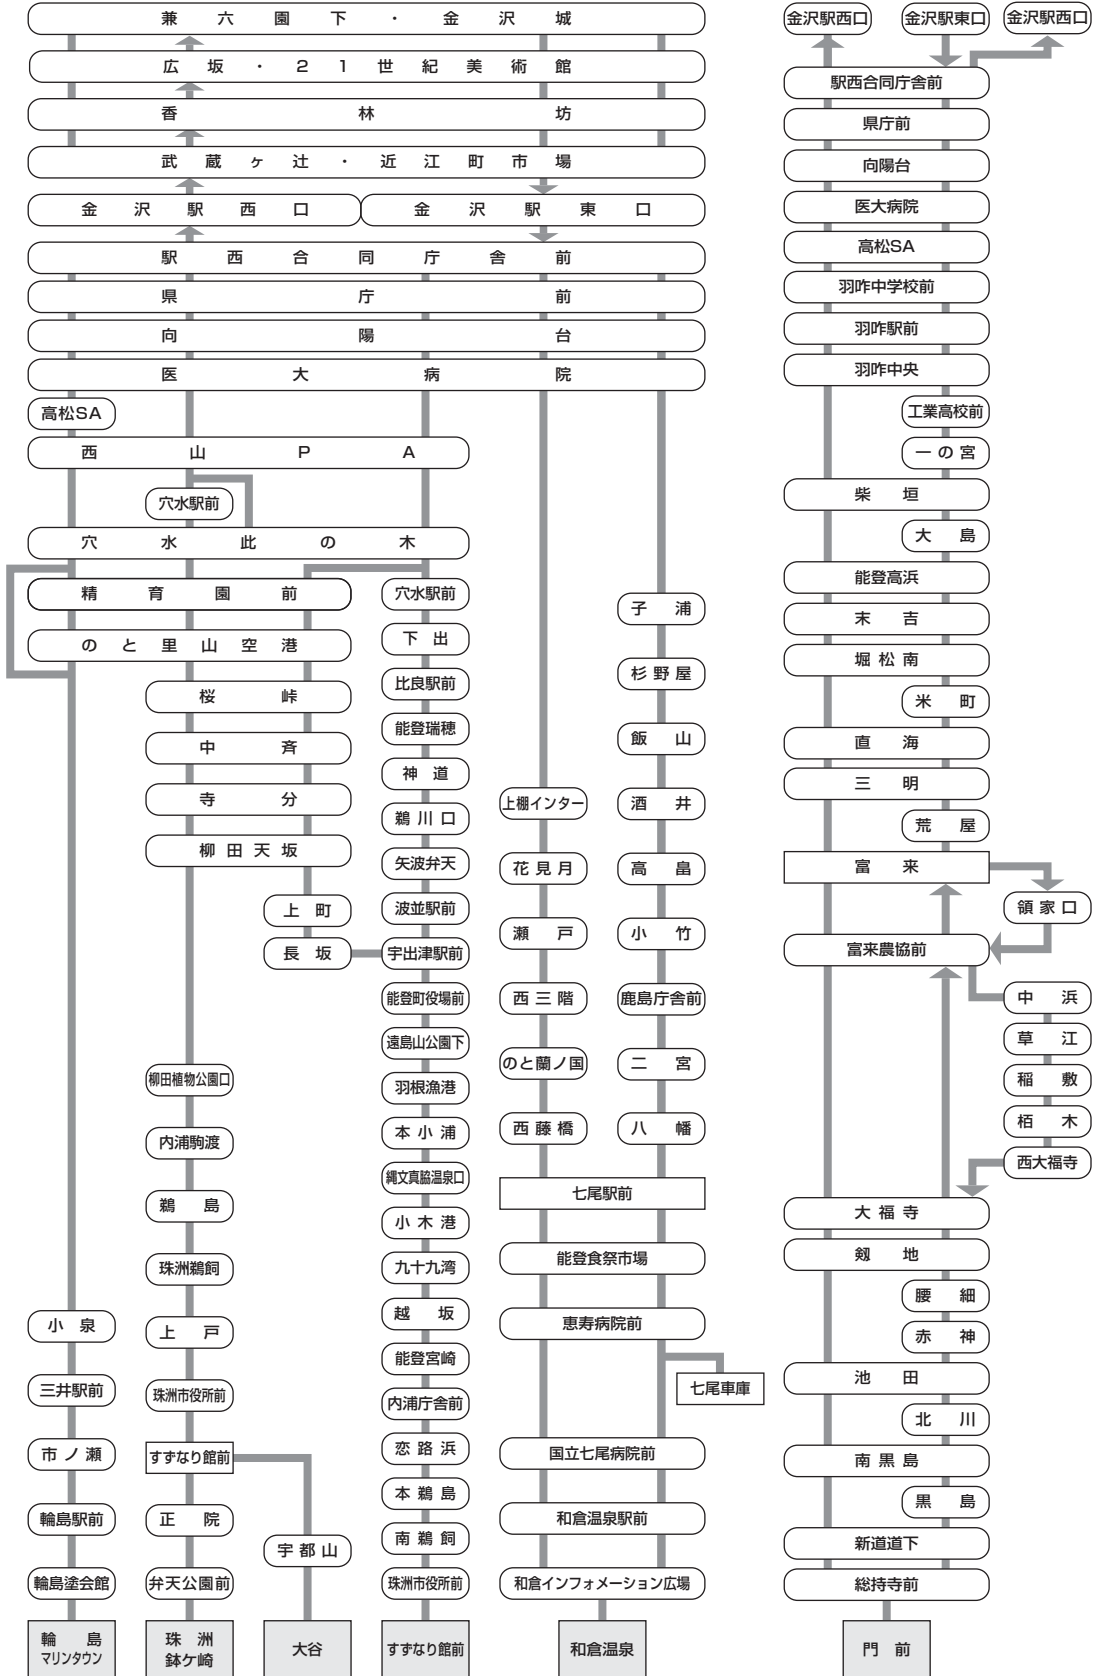 兼六園下・金沢城
広坂・21世紀美術館
香林坊
武蔵ヶ辻・近江町市場
金沢駅西口
金沢駅東口
駅西合同庁舎前
県庁前
向陽台
医大病院
高松SA
西山PA
穴水駅前
穴水此の木
精育園前
のと里山空港
桜峠
中斉
寺分
柳田天坂
上町
長坂
柳田植物公園口
内浦駒渡
鵜島
珠洲鵜飼
上戸
珠洲市役所前
すずなり館前
正院
弁天公園前
珠洲
鉢ケ崎
宇都山
大谷
小泉
三井駅前
市ノ瀬
輪島駅前
輪島塗会館
輪島
マリンタウン
穴水駅前
下出
比良駅前
能登瑞穂
神道
鵜川口
矢波弁天
波並駅前
宇出津駅前
能登町役場前
遠島山公園下
羽根漁港
本小浦
縄文真脇温泉口
小木港
九十九湾
越坂
能登宮崎
内浦庁舎前
恋路浜
本鵜島
南鵜飼
珠洲市役所前
すずなり館前
上棚インター
花見月
瀬戸
西三階
のと蘭ノ国
西藤橋
子浦
杉野屋
飯山
酒井
高畠
小竹
鹿島庁舎前
二宮
八幡
七尾駅前
能登食祭市場
恵寿病院前
七尾車庫
国立七尾病院前
和倉温泉駅前
和倉インフォメーション広場
和倉温泉
金沢駅西口
金沢駅東口
金沢駅西口
駅西合同庁舎前
県庁前
向陽台
医大病院
高松SA
羽咋中学校前
羽咋駅前
羽咋中央
工業高校前
一の宮
柴垣
大島
能登高浜
末吉
堀松南
米町
直海
三明
荒屋
富来
領家口
富来農協前
中浜
草江
稲敷
栢木
西大福寺
大福寺
剱地
腰細
赤神
池田
北川
南黒島
黒島
新道道下
総持寺前
門前